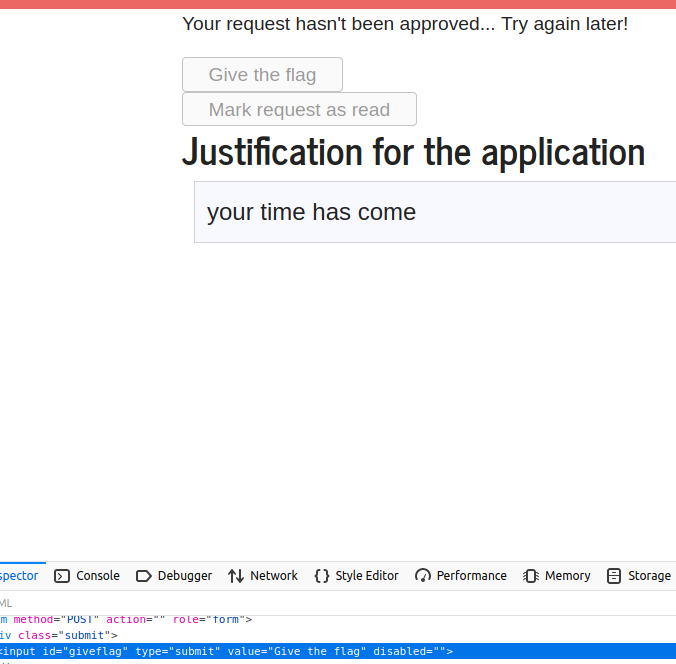 Your request hasn't been approved... Try again later!
Give the flag
Mark request as read
Justification for the application
your time has come
spector Console Debugger Network Style Editor Performance Memory Storage
ML
m method="POST" action="" role="form">
iv class="submit">
<input id="giveflag" type="submit" value="Give the flag" disabled="">